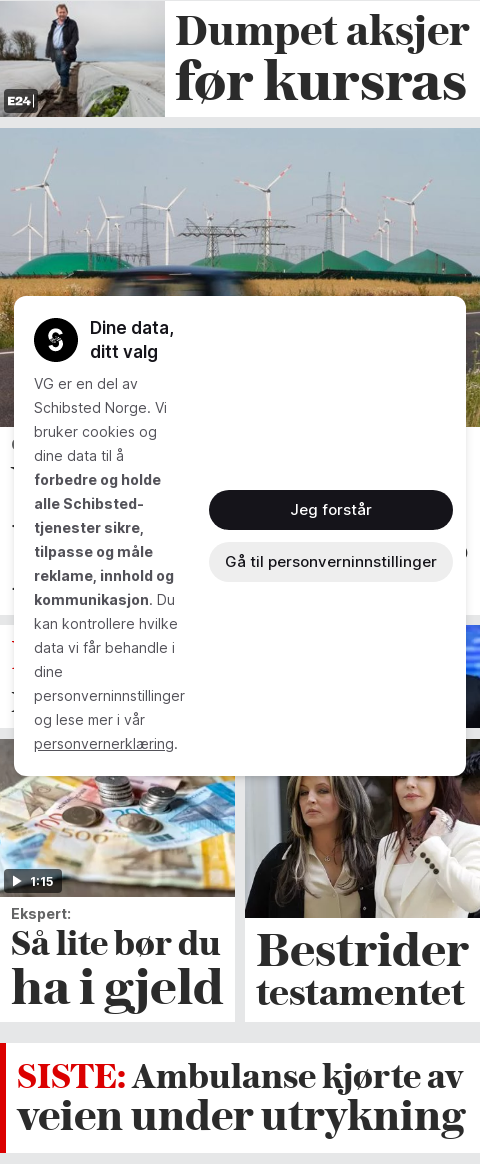 Dumpet aksjer
før kursras
E24
Dine data,
ditt valg
VG er en del av
Schibsted Norge. Vi
bruker cookies og
dine data til å
forbedre og holde
alle Schibsted-
tjenester sikre,
tilpasse og måle
reklame, innhold og
kommunikasjon. Du
kan kontrollere hvilke
data vi får behandle i
dine
personverninnstillinger
og lese mer i vår
personvernerklæring.
Jeg forstår
Gå til personverninnstillinger
1:15
Ekspert:
Så lite bør du
ha i gjeld
Bestrider
testamentet
SISTE: Ambulanse kjørte av
veien under utrykning